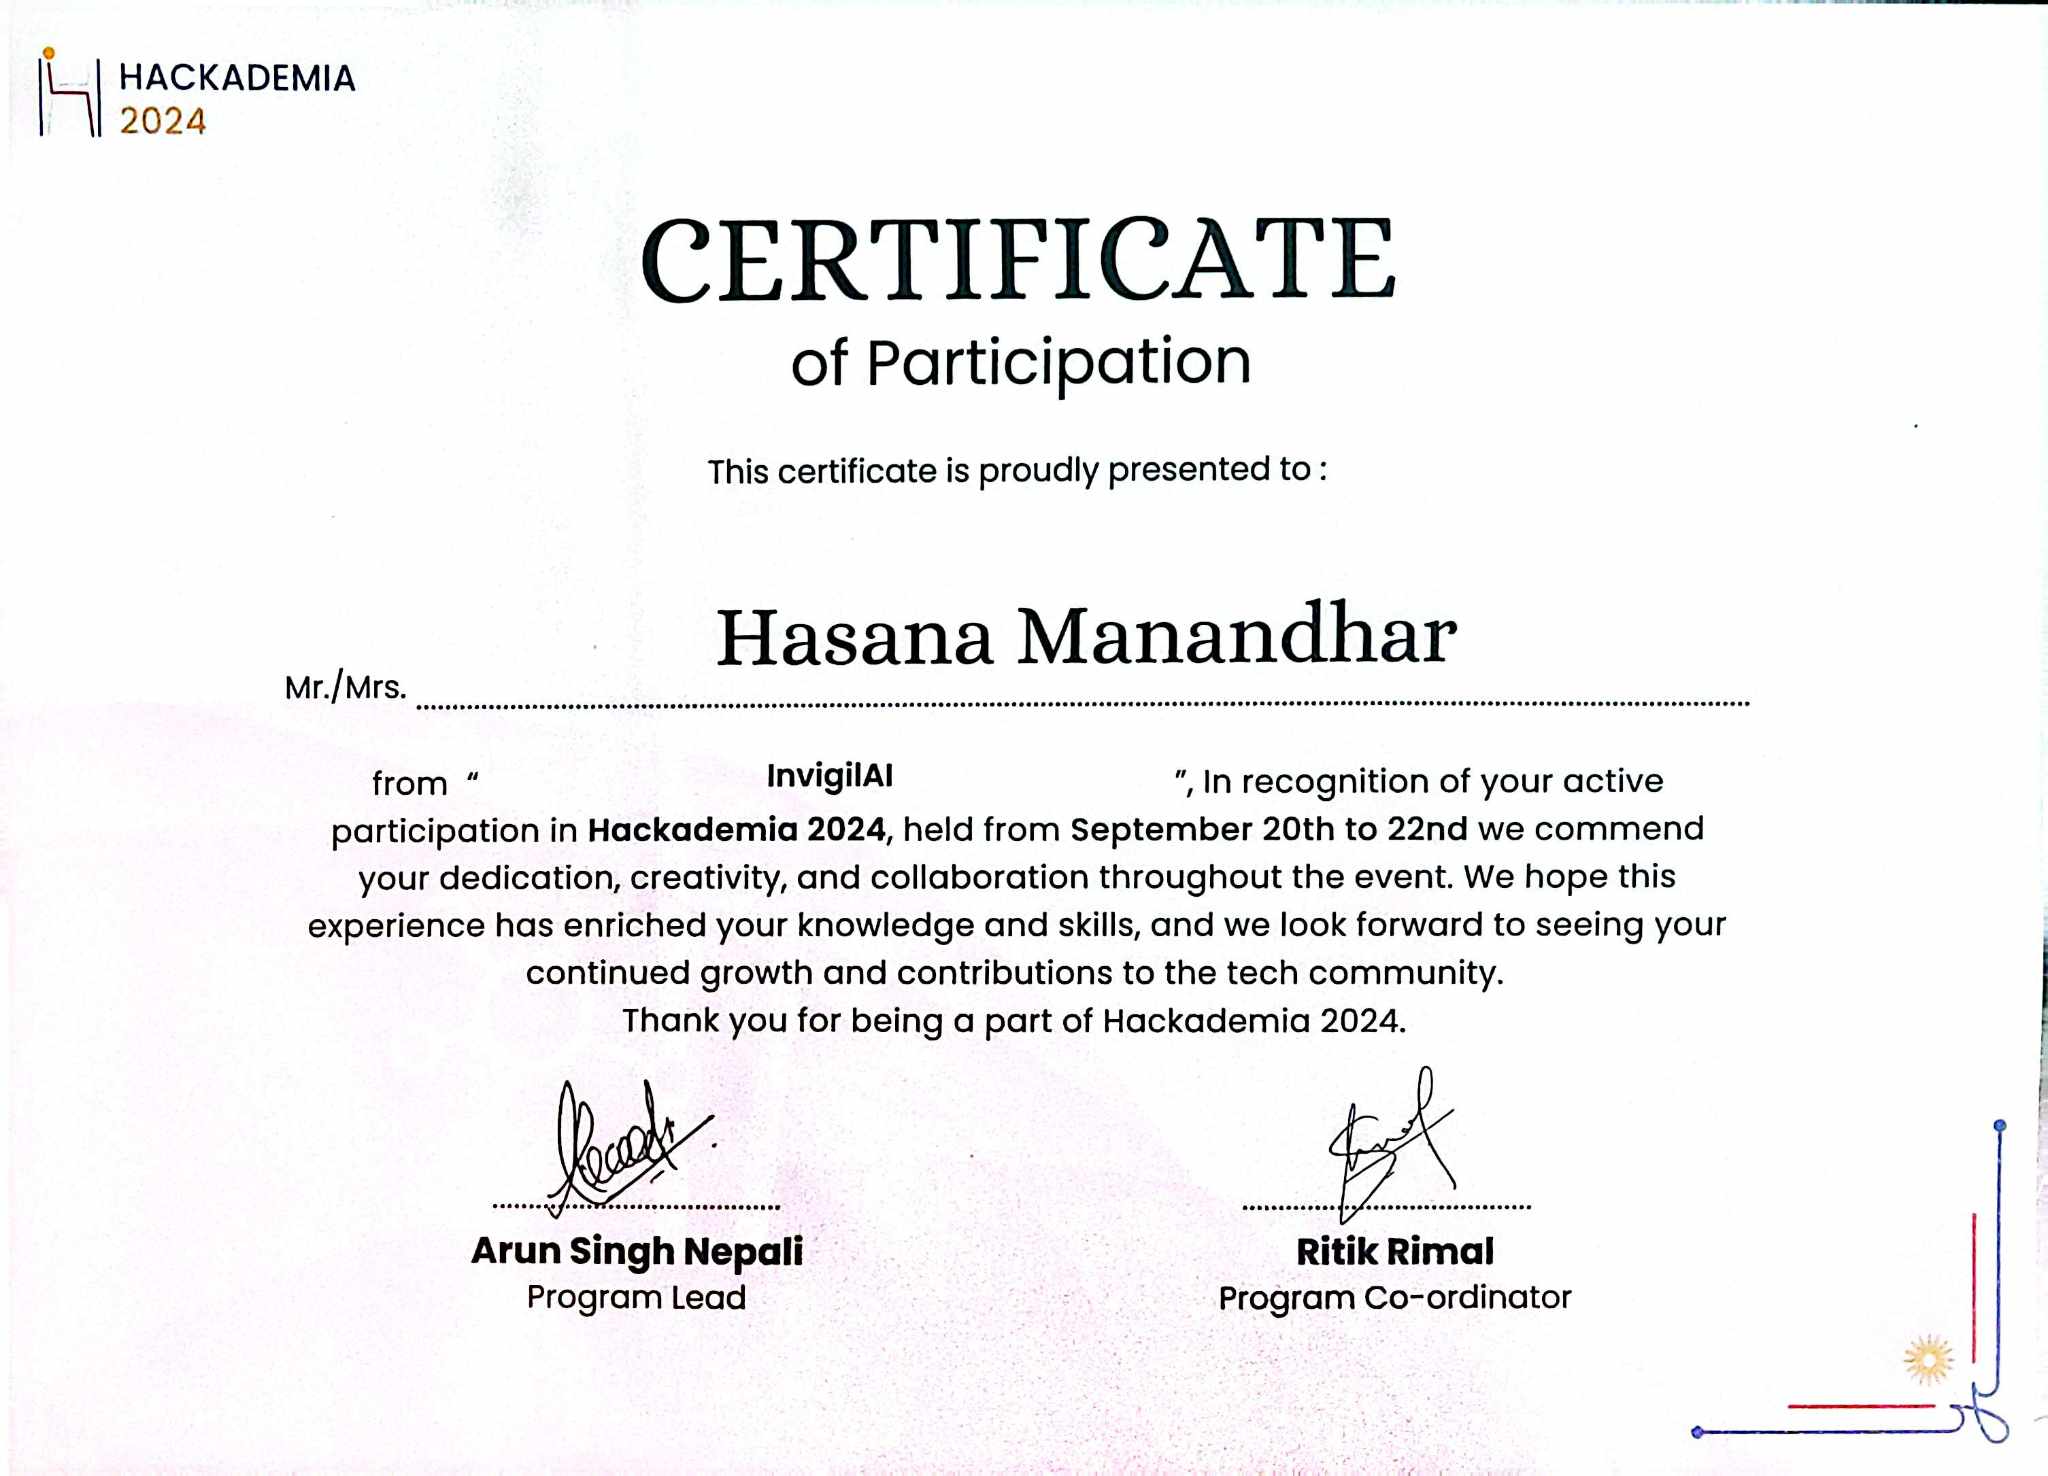 HACKADEMIA
2024
CERTIFICATE
of Participation
This certificate is proudly presented to :
Hasana Manandhar
Mr./Mrs. ................................................................
from " InvigilAI ", In recognition of your active
participation in Hackademia 2024, held from September 20th to 22nd we commend
your dedication, creativity, and collaboration throughout the event. We hope this
experience has enriched your knowledge and skills, and we look forward to seeing your
continued growth and contributions to the tech community.
Thank you for being a part of Hackademia 2024.
Arun Singh Nepali
Program Lead
Ritik Rimal
Program Co-ordinator